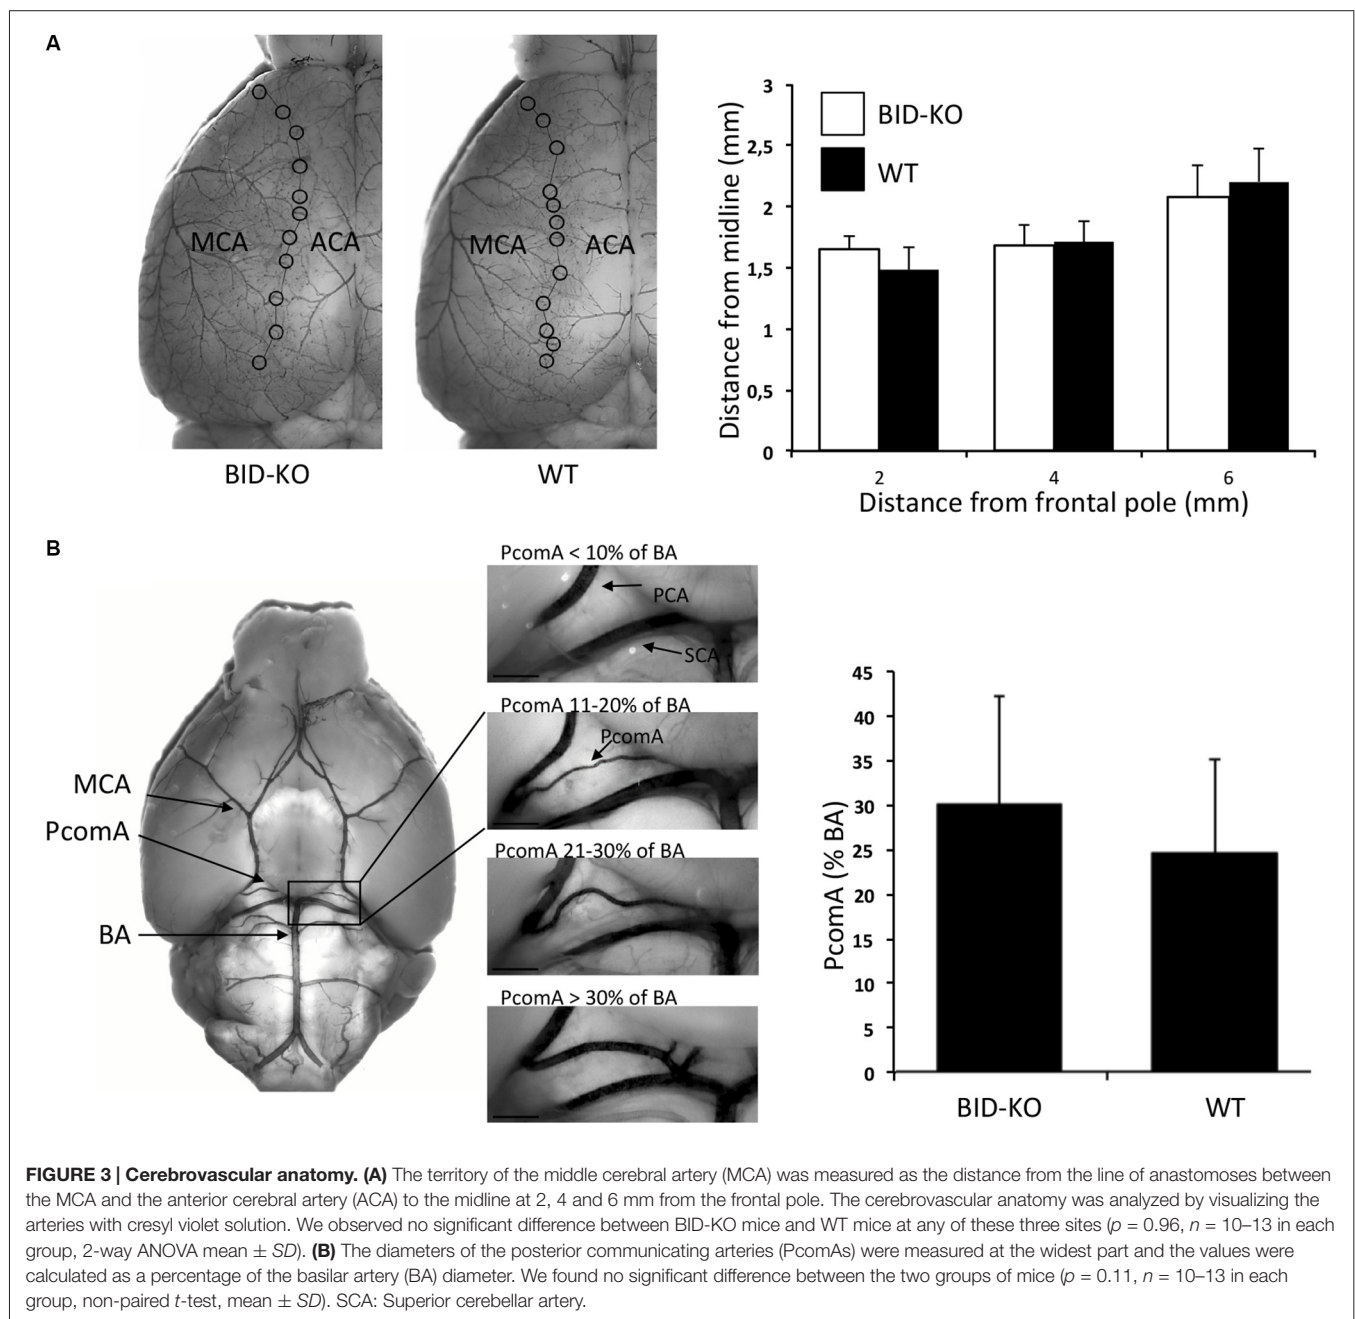 A
MCA
ACA
BID-KO
MCA
ACA
WT
Distance from midline (mm)
3
2,5
2
1,5
1
0,5
0
BID-KO
WT
2
4
6
Distance from frontal pole (mm)
B
MCA
PcomA
BA
PcomA < 10% of BA
PCA
SCA
PcomA 11-20% of BA
PcomA
PcomA 21-30% of BA
PcomA > 30% of BA
PcomA (% BA)
45
40
35
30
25
20
15
10
5
0
BID-KO
WT
FIGURE 3 | Cerebrovascular anatomy. (A) The territory of the middle cerebral artery (MCA) was measured as the distance from the line of anastomoses between
the MCA and the anterior cerebral artery (ACA) to the midline at 2, 4 and 6 mm from the frontal pole. The cerebrovascular anatomy was analyzed by visualizing the
arteries with cresyl violet solution. We observed no significant difference between BID-KO mice and WT mice at any of these three sites (p = 0.96, n = 10–13 in each
group, 2-way ANOVA mean ± SD). (B) The diameters of the posterior communicating arteries (PcomAs) were measured at the widest part and the values were
calculated as a percentage of the basilar artery (BA) diameter. We found no significant difference between the two groups of mice (p = 0.11, n = 10–13 in each
group, non-paired t-test, mean ± SD). SCA: Superior cerebellar artery.